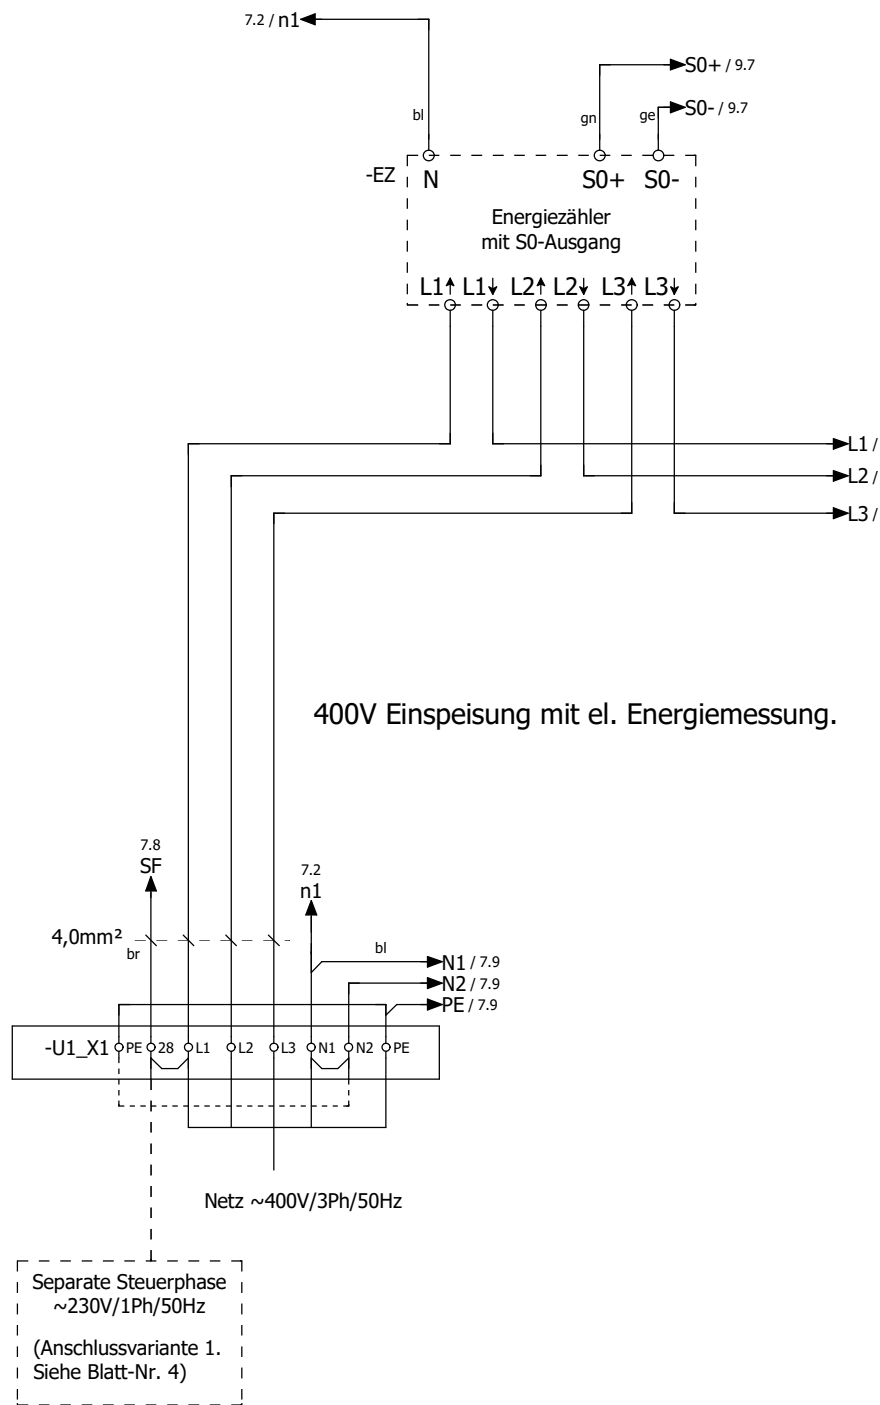 7.2 / n1
S0+ / 9.7
S0- / 9.7
bl
gn
ge
-EZ
N
S0+
S0-
Energiezähler
mit S0-Ausgang
L1↑ L1↓ L2↑ L2↓ L3↑ L3↓
L1 /
L2 /
L3 /
400V Einspeisung mit el. Energiemessung.
7.8
SF
7.2
n1
4,0mm²
br
bl
N1 / 7.9
N2 / 7.9
PE / 7.9
-U1_X1 PE 28 L1 L2 L3 N1 N2 PE
Netz ~400V/3Ph/50Hz
Separate Steuerphase
~230V/1Ph/50Hz
(Anschlussvariante 1.
Siehe Blatt-Nr. 4)